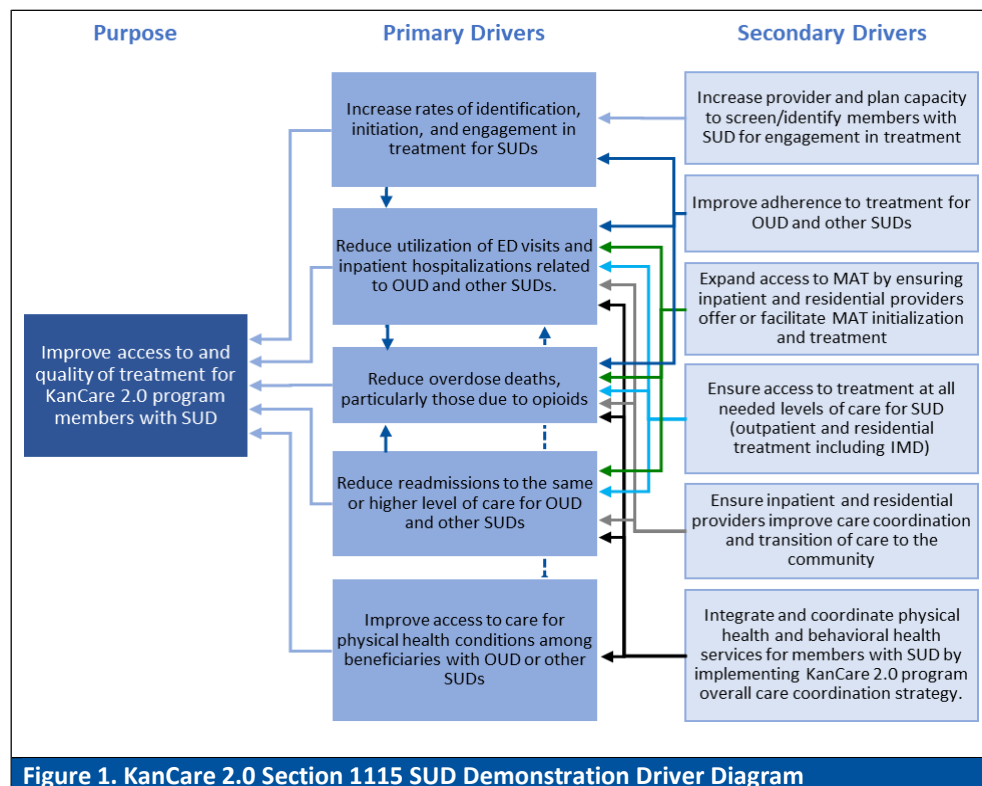 Purpose
Primary Drivers
Secondary Drivers
Improve access to and
quality of treatment for
KanCare 2.0 program
members with SUD
Increase rates of identification,
initiation, and engagement in
treatment for SUDs
Reduce utilization of ED visits and
inpatient hospitalizations related
to OUD and other SUDs.
Reduce overdose deaths,
particularly those due to opioids
Reduce readmissions to the same
or higher level of care for OUD
and other SUDs
Improve access to care for
physical health conditions among
beneficiaries with OUD or other
SUDs
Increase provider and plan capacity
to screen/identify members with
SUD for engagement in treatment
Improve adherence to treatment for
OUD and other SUDs
Expand access to MAT by ensuring
inpatient and residential providers
offer or facilitate MAT initialization
and treatment
Ensure access to treatment at all
needed levels of care for SUD
(outpatient and residential
treatment including IMD)
Ensure inpatient and residential
providers improve care coordination
and transition of care to the
community
Integrate and coordinate physical
health and behavioral health
services for members with SUD by
implementing KanCare 2.0 program
overall care coordination strategy.
Figure 1. KanCare 2.0 Section 1115 SUD Demonstration Driver Diagram